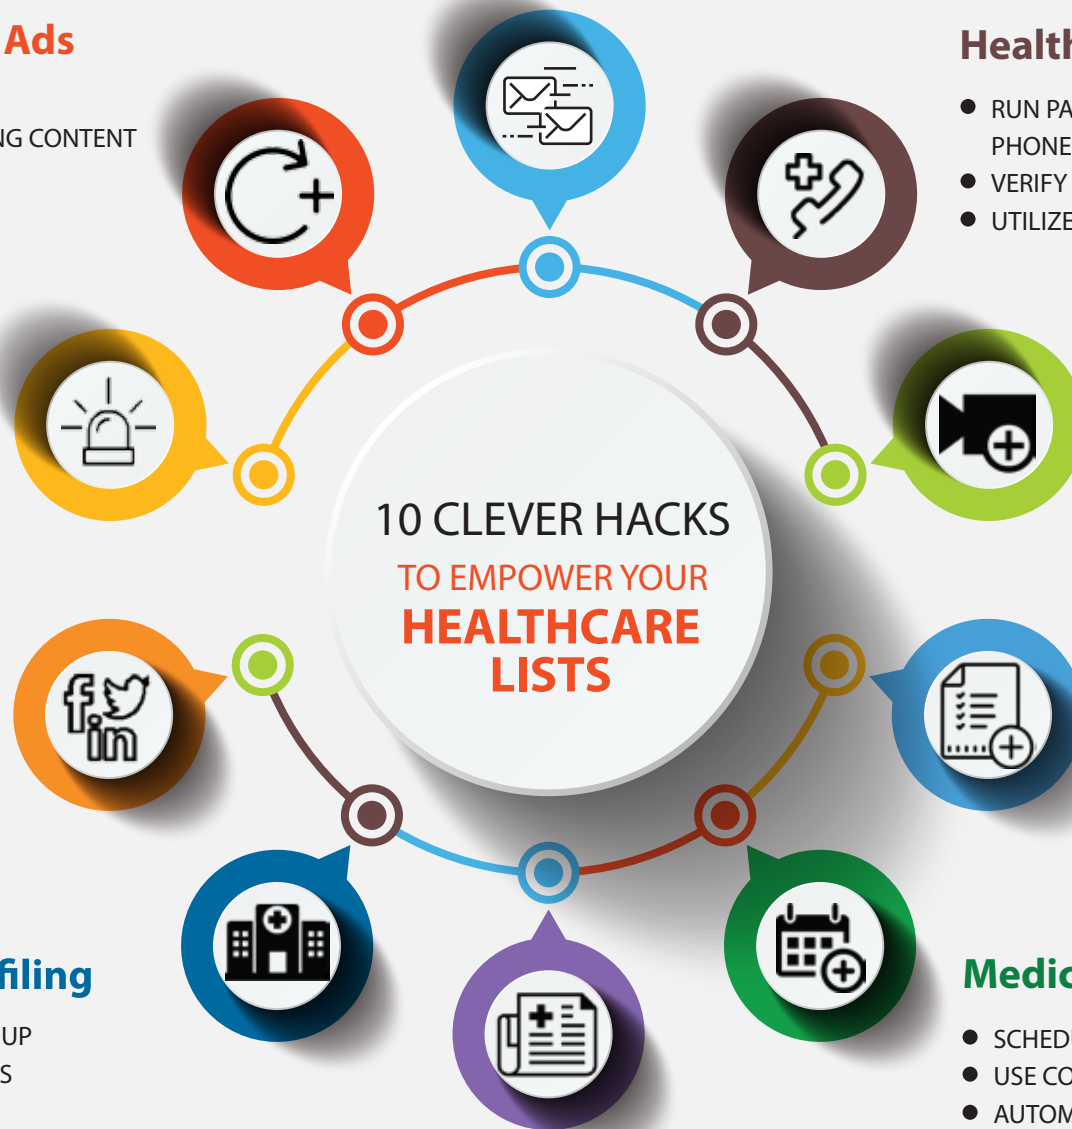 Ads
NG CONTENT
Health
● RUN PA
PHONE
● VERIFY
● UTILIZE
10 CLEVER HACKS
TO EMPOWER YOUR
HEALTHCARE
LISTS
filing
UP
S
Medic
● SCHEDU
● USE CO
● AUTOM